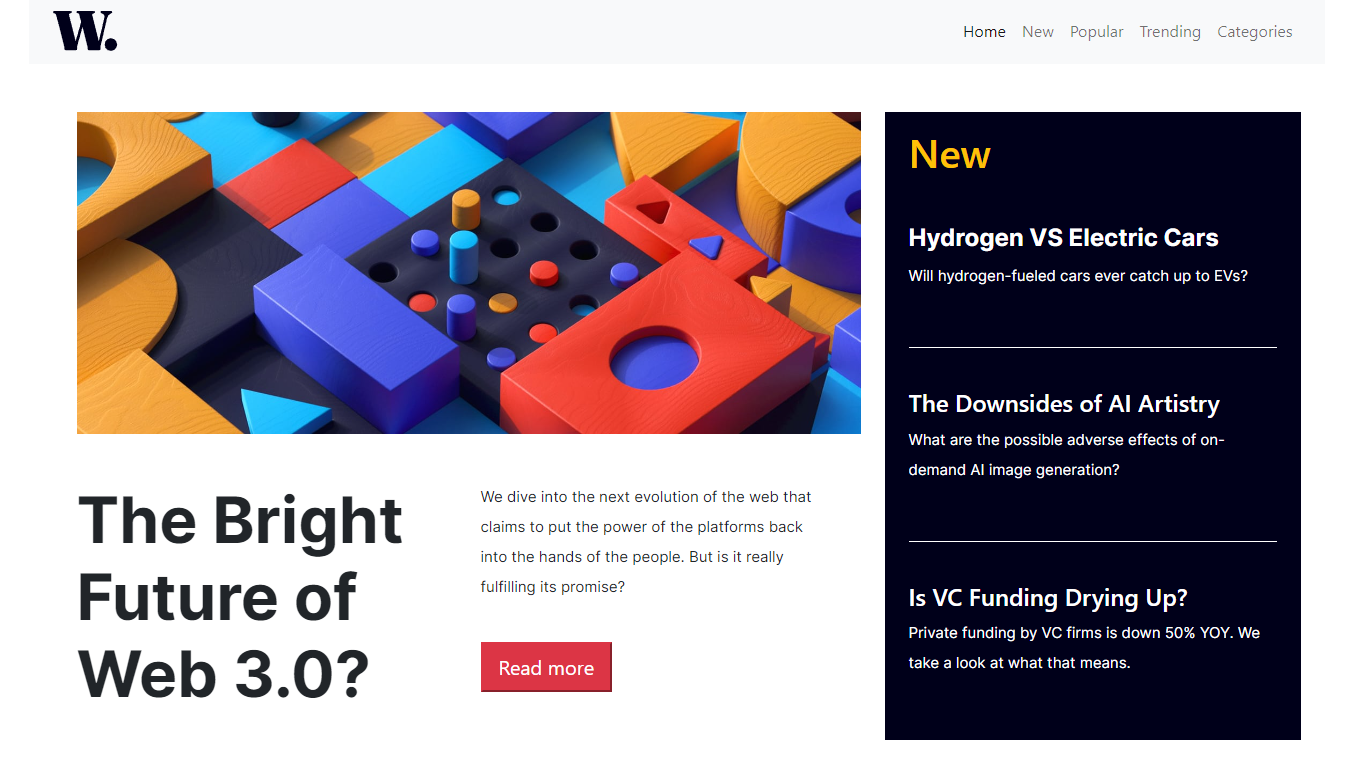 W.
Home New Popular Trending Categories
The Bright
Future of
Web 3.0?
We dive into the next evolution of the web that
claims to put the power of the platforms back
into the hands of the people. But is it really
fulfilling its promise?
Read more
New
Hydrogen VS Electric Cars
Will hydrogen-fueled cars ever catch up to EVs?
The Downsides of AI Artistry
What are the possible adverse effects of on-
demand AI image generation?
Is VC Funding Drying Up?
Private funding by VC firms is down 50% YOY. We
take a look at what that means.